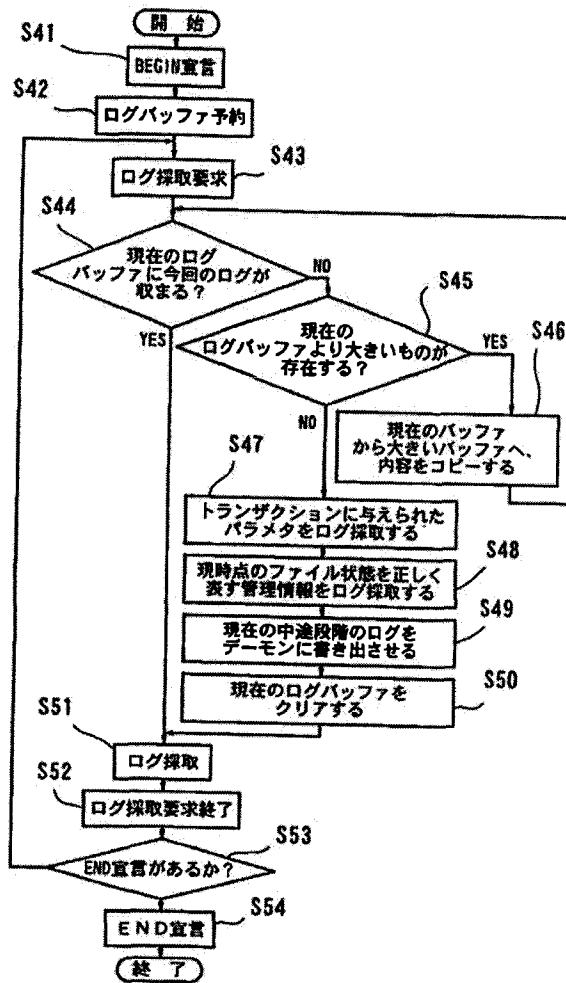 開 始
S41
BEGIN宣言
S42
ログバッファ予約
S43
ログ採取要求
S44
現在のログ
バッファに今回のログが
収まる?
NO
YES
S45
現在の
ログバッファより大きいものが
存在する?
YES
NO
S46
現在のバッファ
から大きいバッファへ、
内容をコピーする
S47
トランザクションに与えられた
パラメタをログ採取する
S48
現時点のファイル状態を正しく
表す管理情報をログ採取する
S49
現在の中途段階のログを
デーモンに書き出させる
S50
現在のログバッファを
クリアする
S51
ログ採取
S52
ログ採取要求終了
S53
END宣言があるか?
S54
END宣言
終 了